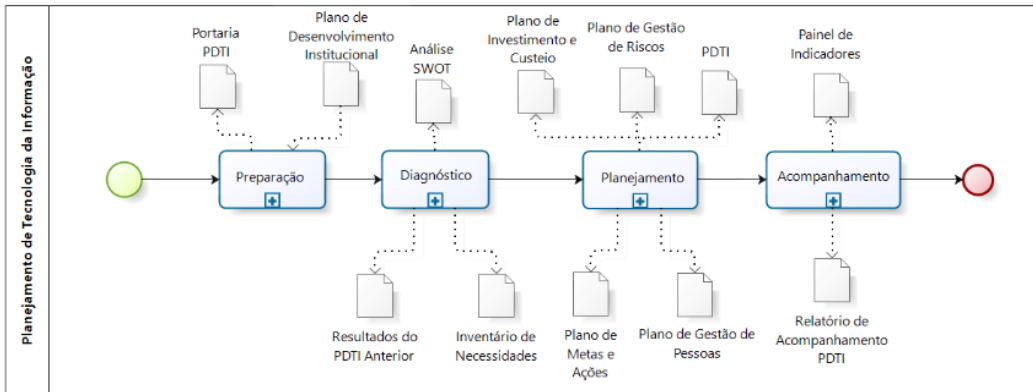 Planejamento de Tecnologia da Informação
Portaria
PDTI
Plano de
Desenvolvimento
Institucional
Análise
SWOT
Plano de
Investimento e
Custeio
Plano de Gestão
de Riscos
PDTI
Painel de
Indicadores
Preparação
Diagnóstico
Planejamento
Acompanhamento
Resultados do
PDTI Anterior
Inventário de
Necessidades
Plano de
Metas e
Ações
Plano de Gestão de
Pessoas
Relatório de
Acompanhamento
PDTI